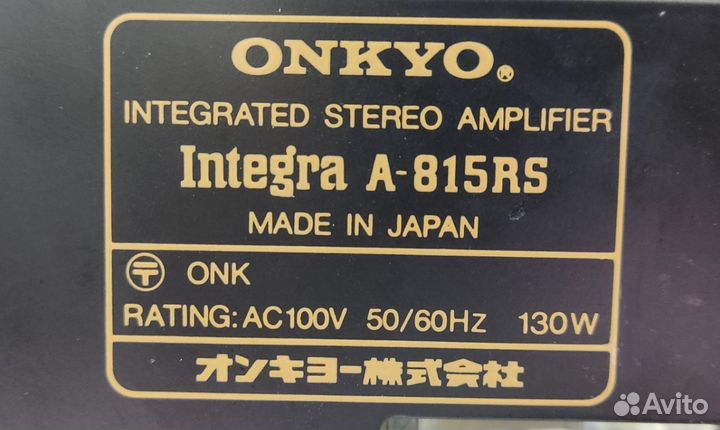 ONKYO®
INTEGRATED STEREO AMPLIFIER
Integra A-815RS
MADE IN JAPAN
〶 ONK
RATING: AC100V 50/60Hz 130W
オンキヨー株式会社
Avito